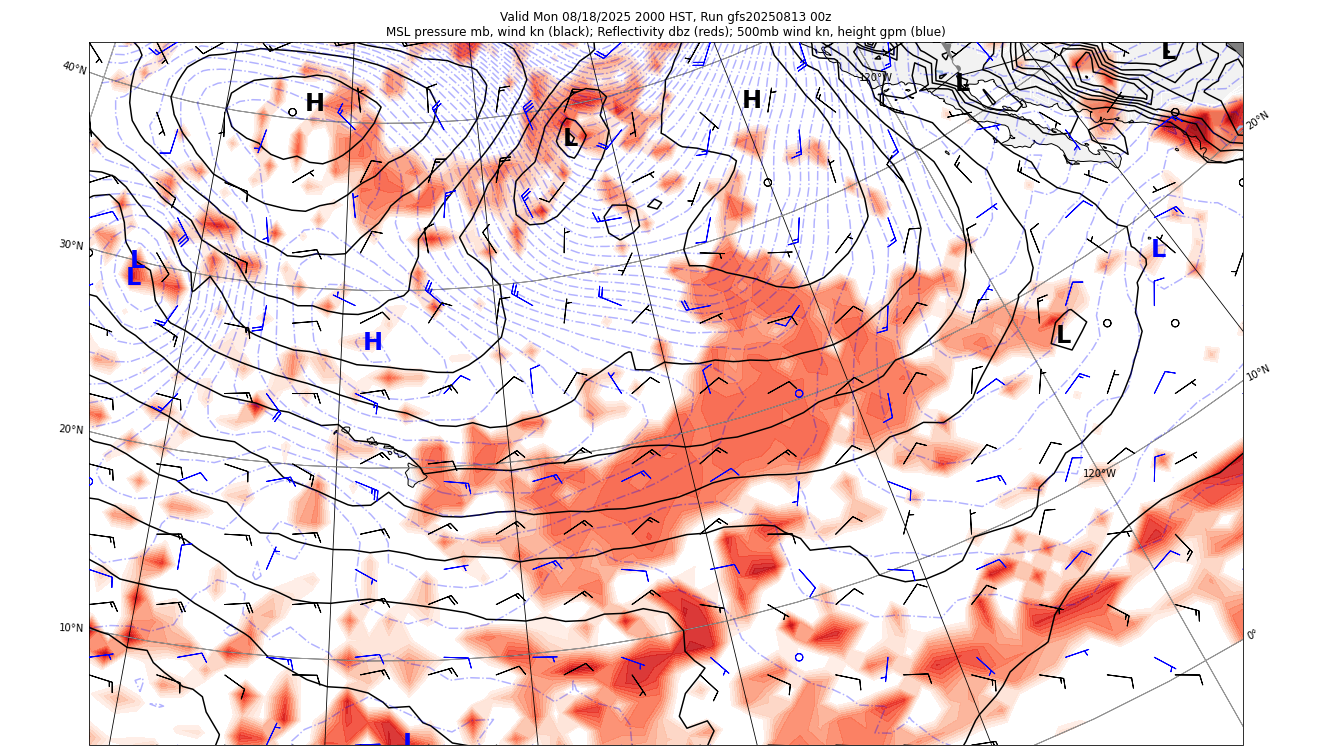 Valid Mon 08/18/2025 2000 HST, Run gfs20250813 00z
MSL pressure mb, wind kn (black); Reflectivity dbz (reds); 500mb wind kn, height gpm (blue)
L
40°N
120°W
L
H
H
20°N
L
30°N
L
L
L
L
H
10°N
20°N
120°W
10°N
0°
L